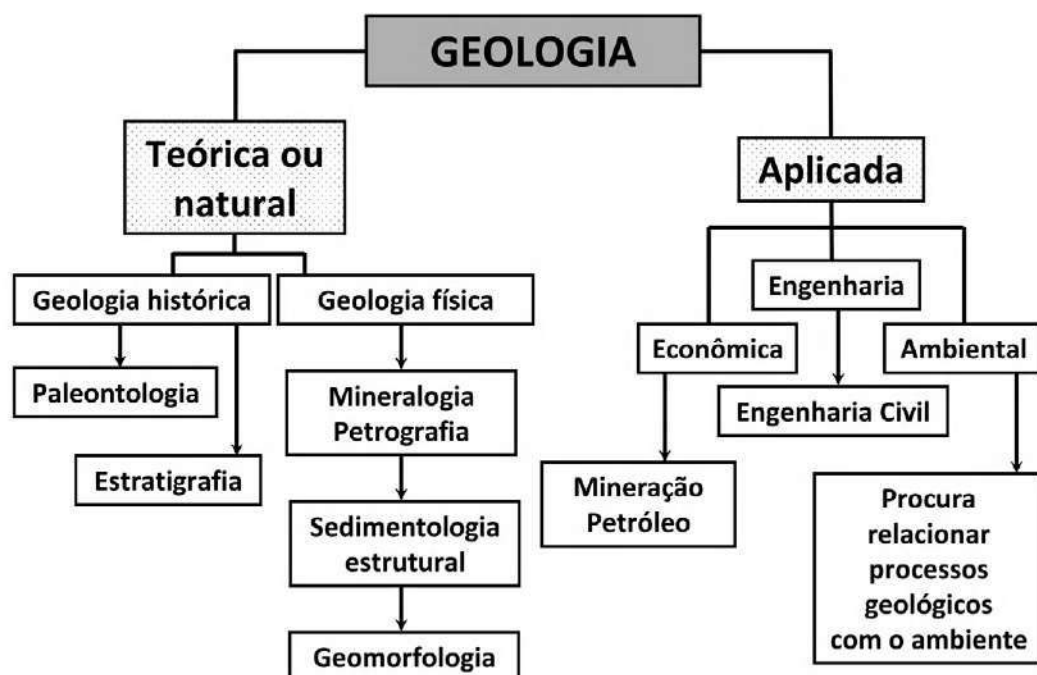 GEOLOGIA
Teórica ou
natural
Geologia histórica
Paleontologia
Estratigrafia
Geologia física
Mineralogia
Petrografia
Sedimentologia
estrutural
Geomorfologia
Aplicada
Econômica
Mineração
Petróleo
Engenharia
Engenharia Civil
Ambiental
Procura
relacionar
processos
geológicos
com o ambiente